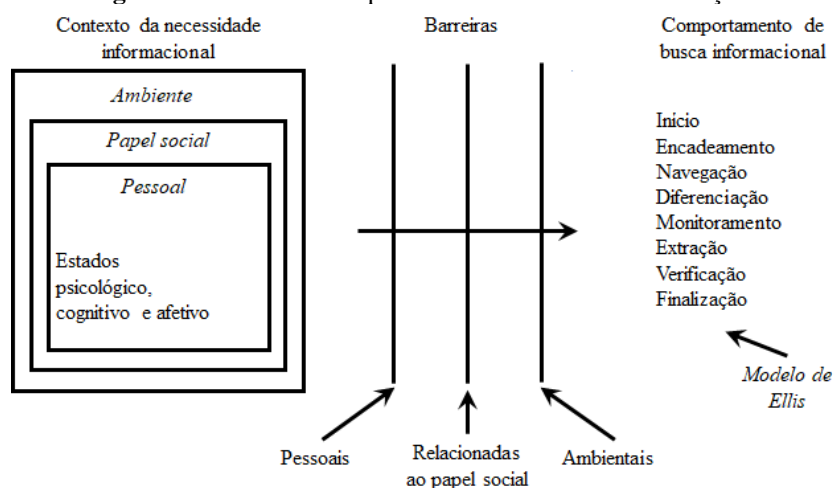 Contexto da necessidade
informacional
Barreiras
Comportamento de
busca informacional
Ambiente
Papel social
Pessoal
Estados
psicológico,
cognitivo e afetivo
Início
Encadeamento
Navegação
Diferenciação
Monitoramento
Extração
Verificação
Finalização
Modelo de
Ellis
Pessoais
Relacionadas
ao papel social
Ambientais